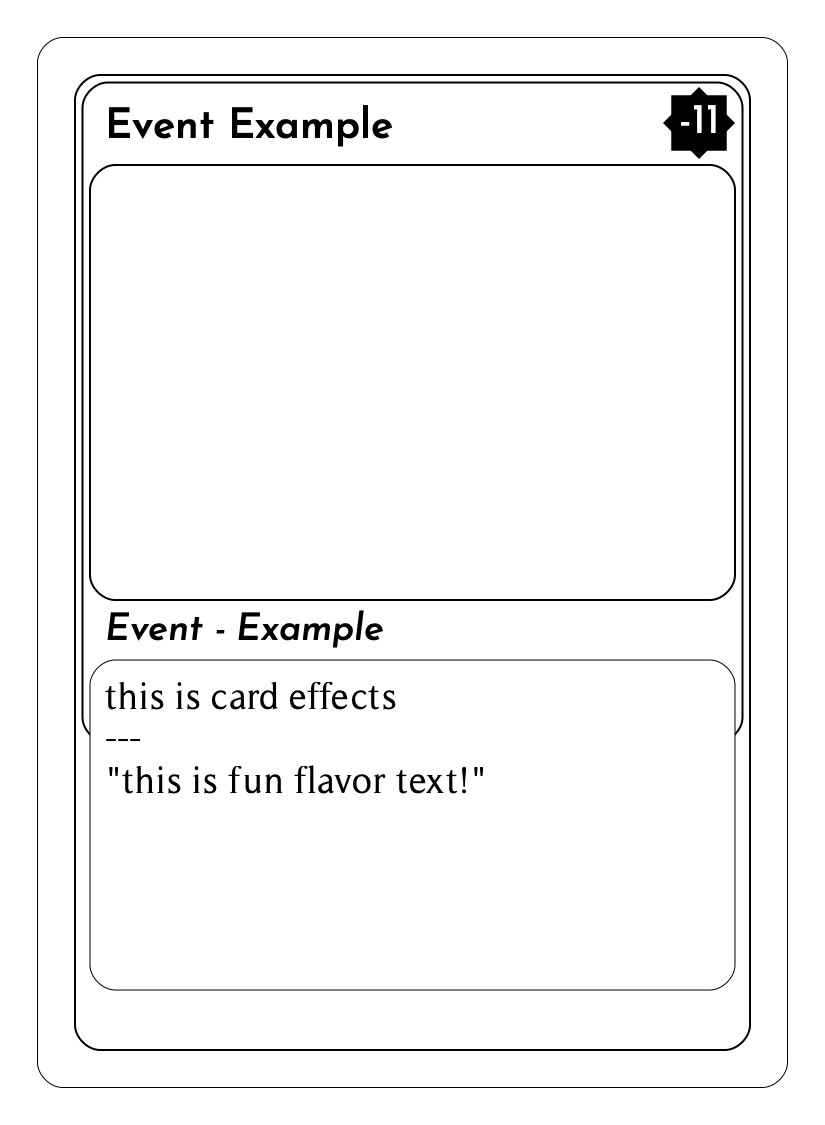 Event Example
-11
Event - Example
this is card effects
---
"this is fun flavor text!"